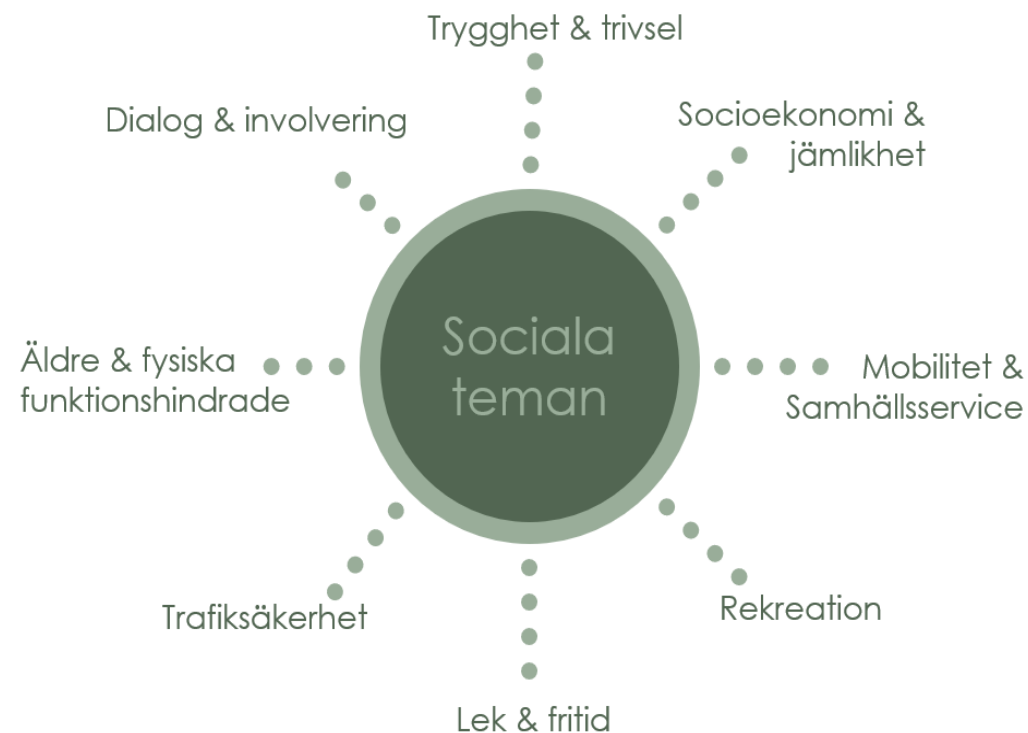 Trygghet & trivsel
Socioekonomi &
jämlikhet
Dialog & involvering
Sociala
teman
Äldre & fysiska
funktionshindrade
Mobilitet &
Samhällsservice
Trafiksäkerhet
Rekreation
Lek & fritid